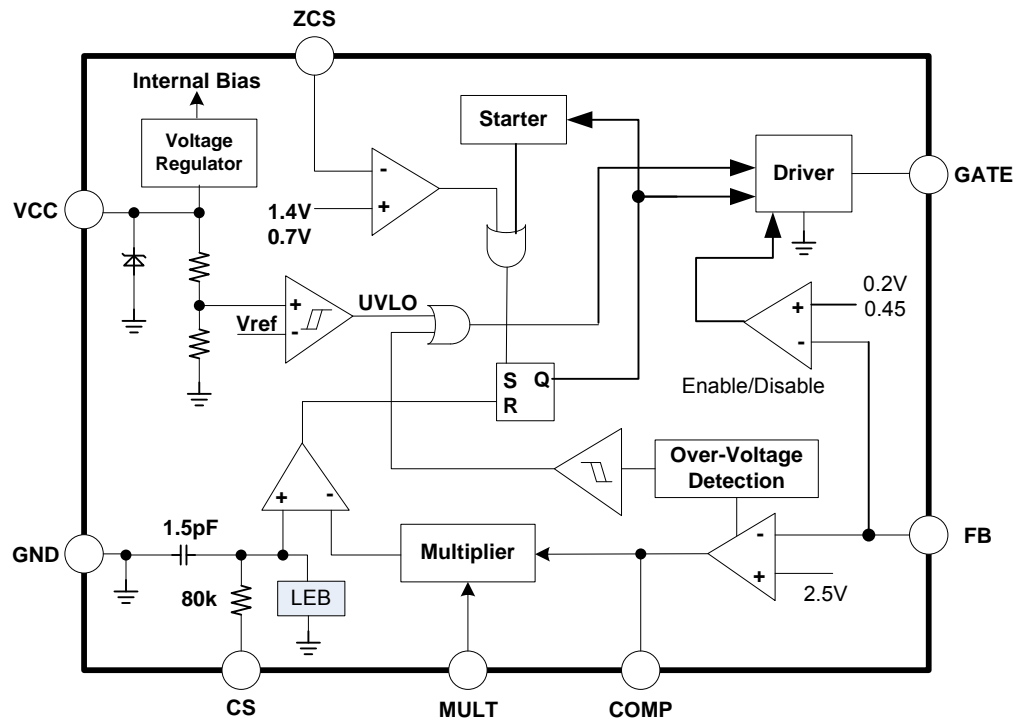 ZCS
Internal Bias
Voltage
Regulator
Starter
Driver
GATE
VCC
-
+
1.4V
0.7V
UVLO
+
Vref
-
0.2V
0.45
+
-
S Q
R
Enable/Disable
Over-Voltage
Detection
+ -
1.5pF
GND
Multiplier
-
+
FB
2.5V
80k
LEB
CS
MULT
COMP